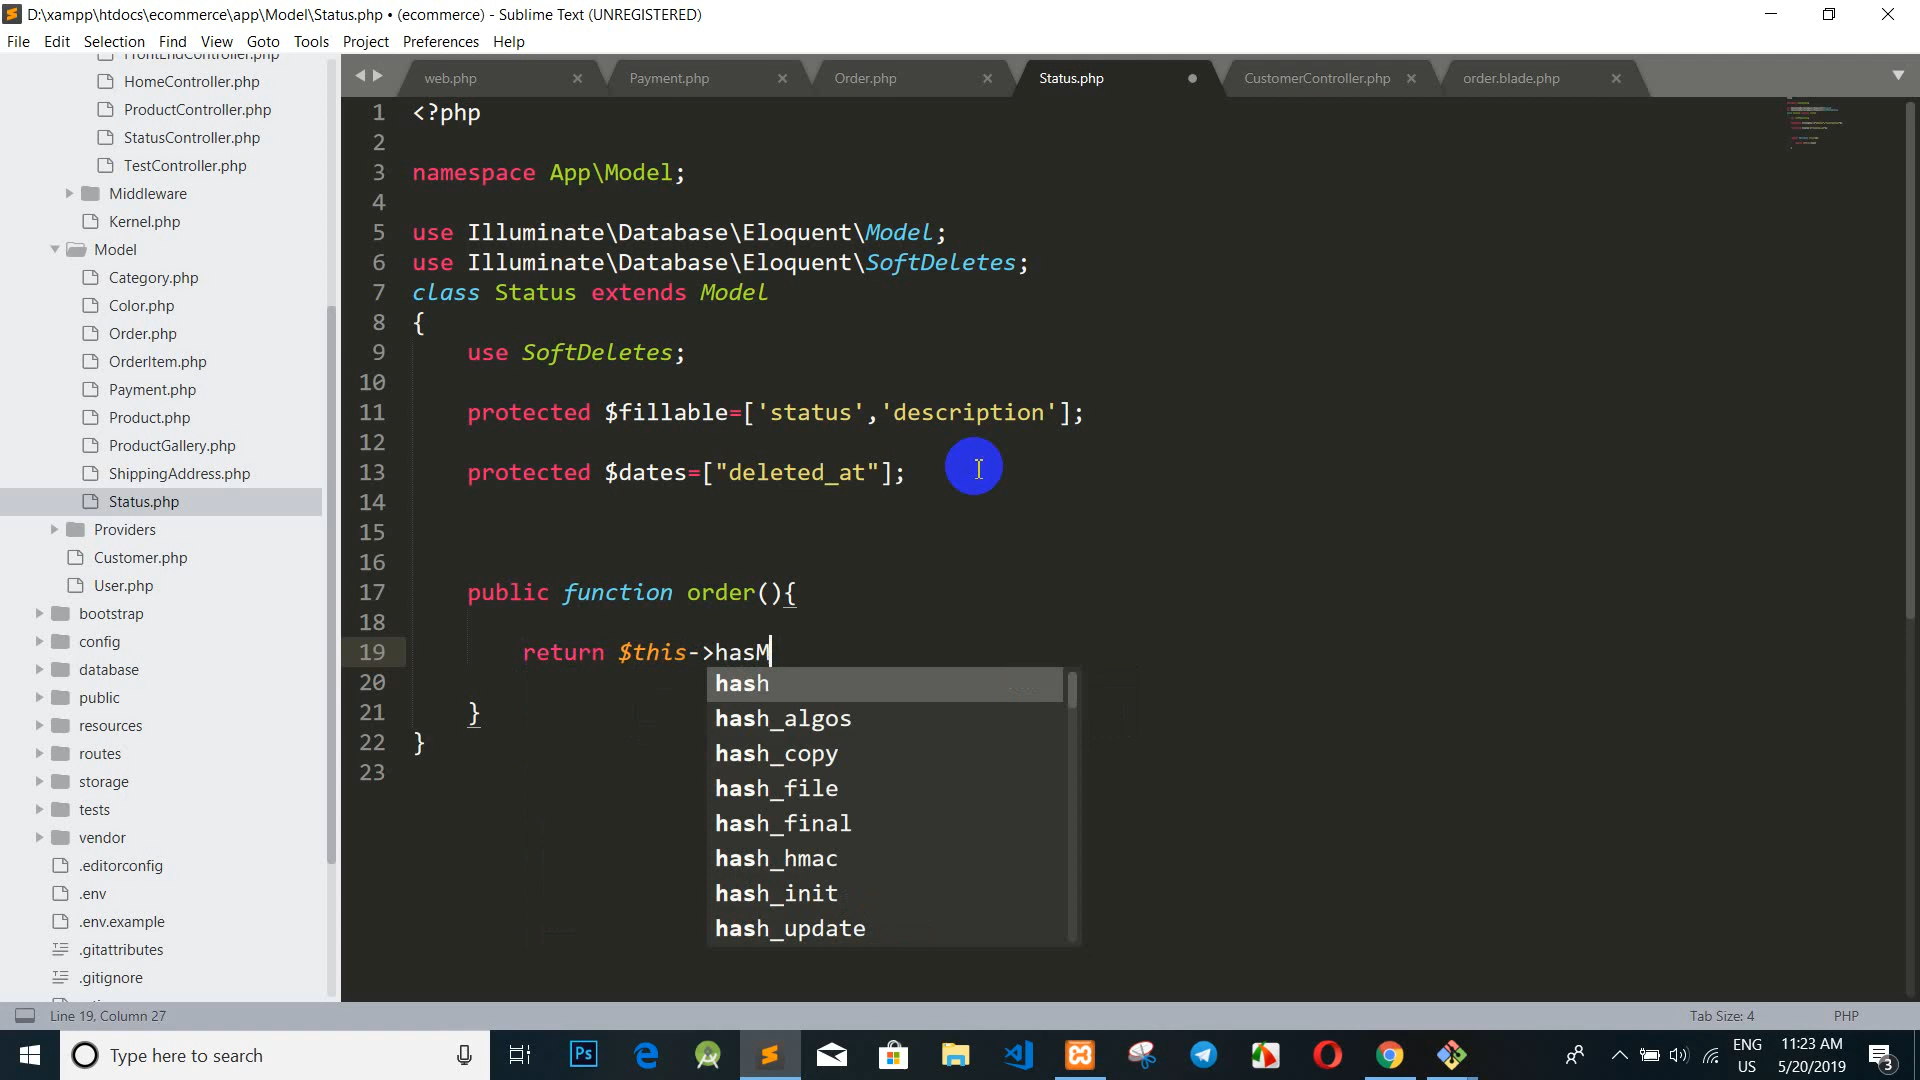 D:\xampp\htdocs\ecommerce\app\Model\Status.php • (ecommerce) - Sublime Text (UNREGISTERED)
File Edit Selection Find View Goto Tools Project Preferences Help
web.php Payment.php Order.php Status.php CustomerController.php order.blade.php
FrontEndController.php
HomeController.php
ProductController.php
StatusController.php
TestController.php
Middleware
Kernel.php
Model
Category.php
Color.php
Order.php
OrderItem.php
Payment.php
Product.php
ProductGallery.php
ShippingAddress.php
Status.php
Providers
Customer.php
User.php
bootstrap
config
database
public
resources
routes
storage
tests
vendor
.editorconfig
.env
.env.example
.gitattributes
.gitignore
1 <?php
2
3 namespace App\Model;
4
5 use Illuminate\Database\Eloquent\Model;
6 use Illuminate\Database\Eloquent\SoftDeletes;
7 class Status extends Model
8 {
9 use SoftDeletes;
10
11 protected $fillable=['status','description'];
12
13 protected $dates=["deleted_at"];
14
15
16
17 public function order(){
18
19 return $this->hasM
20
21 }
22 }
23
hash
hash_algos
hash_copy
hash_file
hash_final
hash_hmac
hash_init
hash_update
Line 19, Column 27 Tab Size: 4 PHP
Type here to search
Ps
ENG
US
11:23 AM
5/20/2019
3